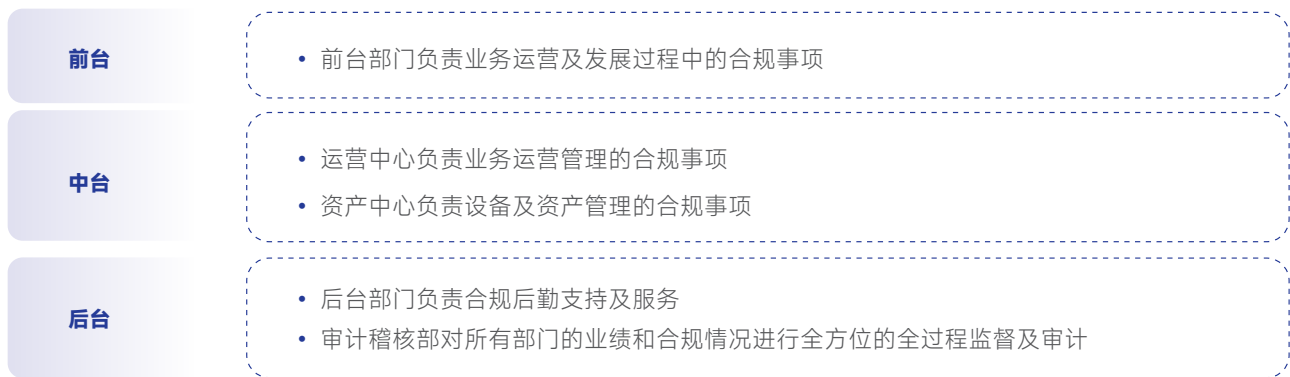 前台
• 前台部门负责业务运营及发展过程中的合规事项
中台
• 运营中心负责业务运营管理的合规事项
• 资产中心负责设备及资产管理的合规事项
后台
• 后台部门负责合规后勤支持及服务
• 审计稽核部对所有部门的业绩和合规情况进行全方位的全过程监督及审计